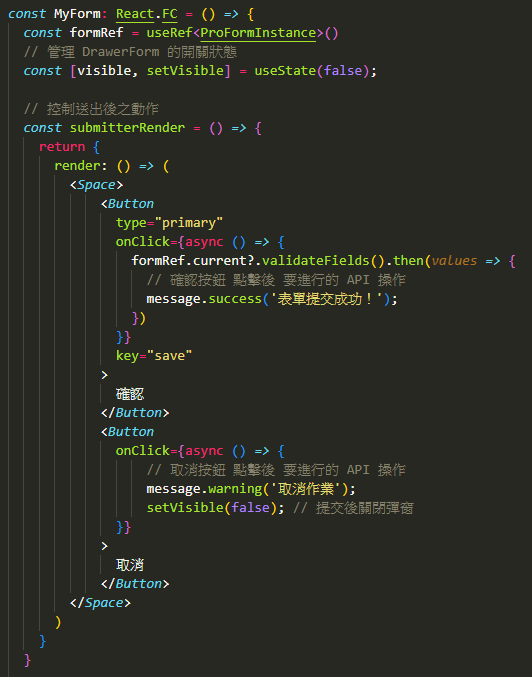 const MyForm: React.FC = () => {
  const formRef = useRef<ProFormInstance>()
  // 管理 DrawerForm 的開關狀態
  const [visible, setVisible] = useState(false);

  // 控制送出後之動作
  const submitterRender = () => {
    return {
      render: () => (
        <Space>
            <Button
              type="primary"
              onClick={async () => {
                formRef.current?.validateFields().then(values => {
                  // 確認按鈕 點擊後 要進行的 API 操作
                  message.success('表單提交成功！');
                })
              }}
              key="save"
            >
              確認
            </Button>
            <Button
              onClick={async () => {
                  // 取消按鈕 點擊後 要進行的 API 操作
                  message.warning('取消作業');
                  setVisible(false); // 提交後關閉彈窗
              }}
            >
              取消
            </Button>
        </Space>
      )
    }
  }